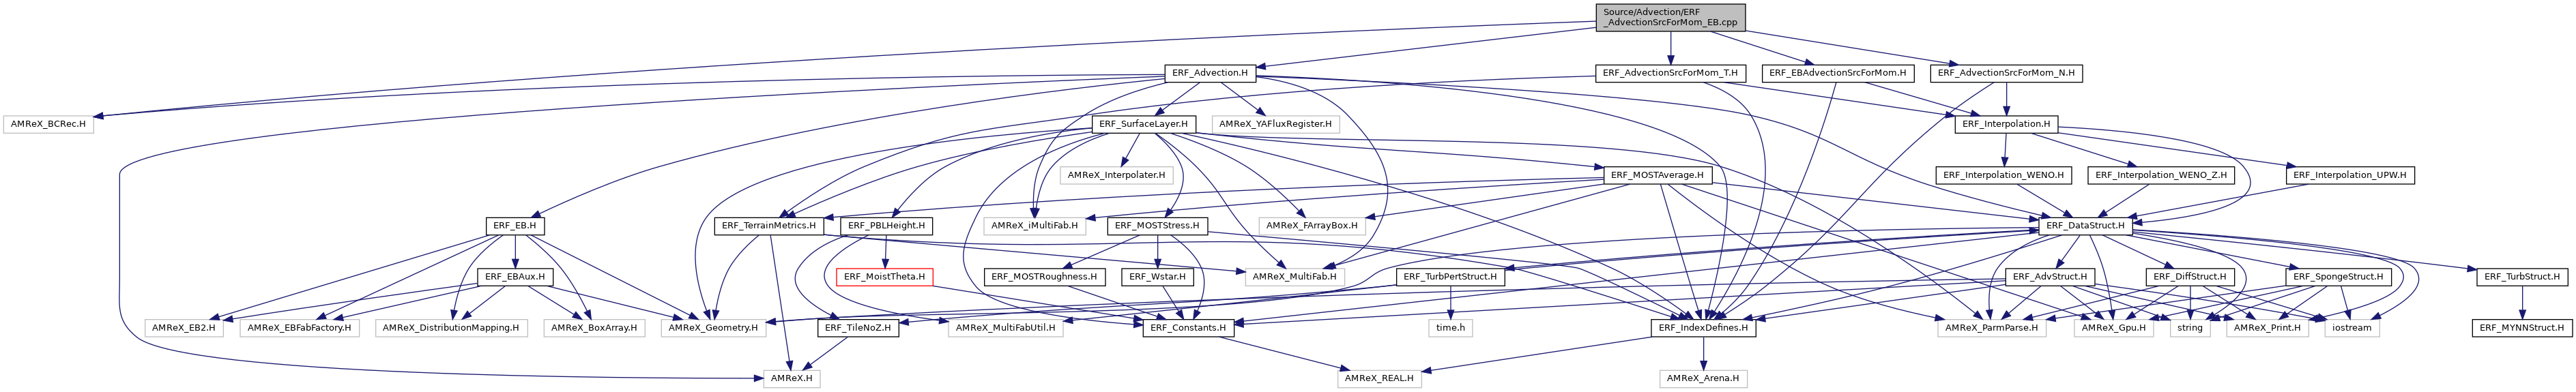 Source/Advection/ERF
_AdvectionSrcForMom_EB.cpp
ERF_Advection.H
ERF_AdvectionSrcForMom_T.H
ERF_EBAdvectionSrcForMom.H
ERF_AdvectionSrcForMom_N.H
AMReX_BCRec.H
ERF_SurfaceLayer.H
AMReX_YAFluxRegister.H
ERF_Interpolation.H
AMReX_Interpolater.H
ERF_MOSTAverage.H
ERF_Interpolation_WENO.H
ERF_Interpolation_WENO_Z.H
ERF_Interpolation_UPW.H
ERF_EB.H
ERF_TerrainMetrics.H
ERF_PBLHeight.H
AMReX_iMultiFab.H
ERF_MOSTStress.H
AMReX_FArrayBox.H
ERF_DataStruct.H
ERF_EBAux.H
ERF_MoistTheta.H
ERF_MOSTRoughness.H
ERF_Wstar.H
AMReX_MultiFab.H
ERF_TurbPertStruct.H
ERF_AdvStruct.H
ERF_DiffStruct.H
ERF_SpongeStruct.H
ERF_TurbStruct.H
AMReX_EB2.H
AMReX_EBFabFactory.H
AMReX_DistributionMapping.H
AMReX_BoxArray.H
AMReX_Geometry.H
ERF_TileNoZ.H
AMReX_MultiFabUtil.H
ERF_Constants.H
time.h
ERF_IndexDefines.H
AMReX_ParmParse.H
AMReX_Gpu.H
string
AMReX_Print.H
iostream
ERF_MYNNStruct.H
AMReX.H
AMReX_REAL.H
AMReX_Arena.H